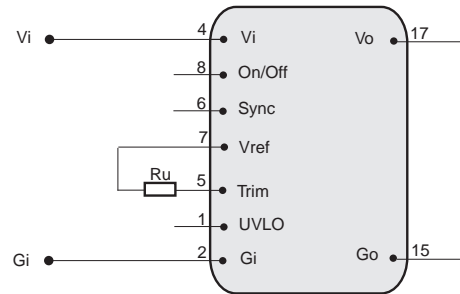 Vi 4 Vi Vo 17
8 On/Off
6 Sync
7 Vref
Ru 5 Trim
1 UVLO
Gi 2 Gi Go 15